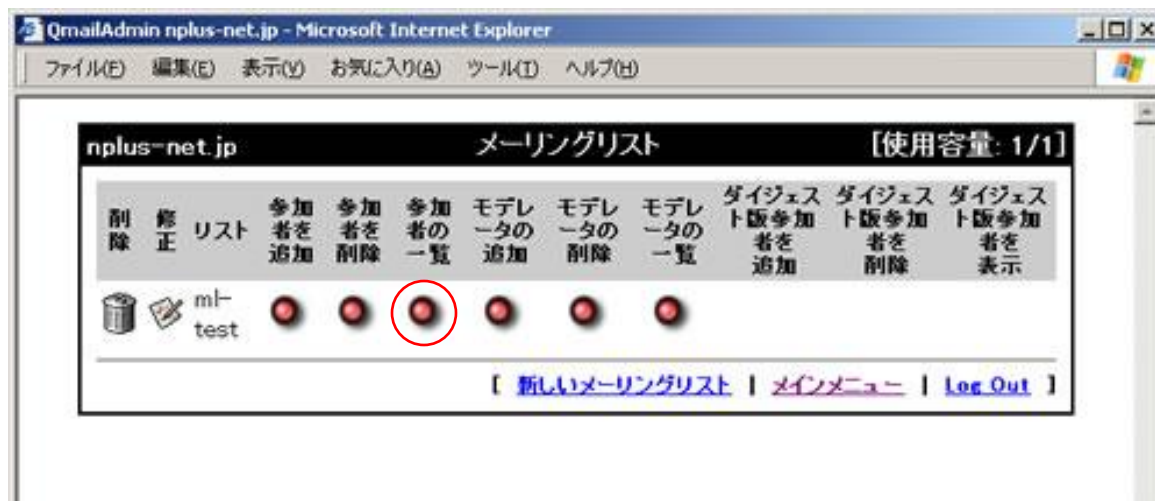 QmailAdmin nplus-net.jp - Microsoft Internet Explorer
ファイル(F) 編集(E) 表示(V) お気に入り(A) ツール(T) ヘルプ(H)
nplus-net.jp メーリングリスト [使用容量: 1/1]
削除
修正
リスト
参加
者を
追加
参加
者を
削除
参加
者の
一覧
モデレ
ータの
追加
モデレ
ータの
削除
モデレ
ータの
一覧
ダイジェス
ト版参加
者を
追加
ダイジェス
ト版参加
者を
削除
ダイジェス
ト版参加
者を
表示
ml-
test
[ 新しいメーリングリスト | メインメニュー | Log Out ]